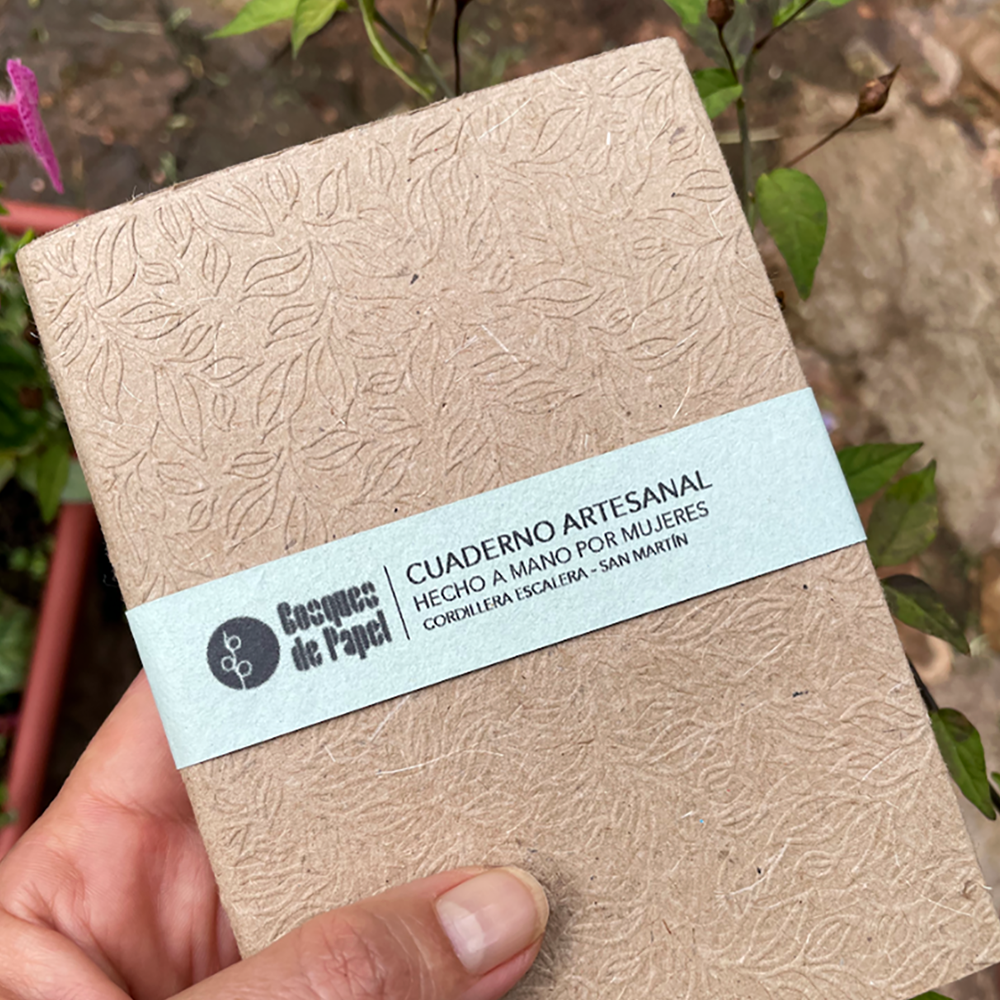 Bosques
de Papel
CUADERNO ARTESANAL
HECHO A MANO POR MUJERES
CORDILLERA ESCALERA - SAN MARTÍN